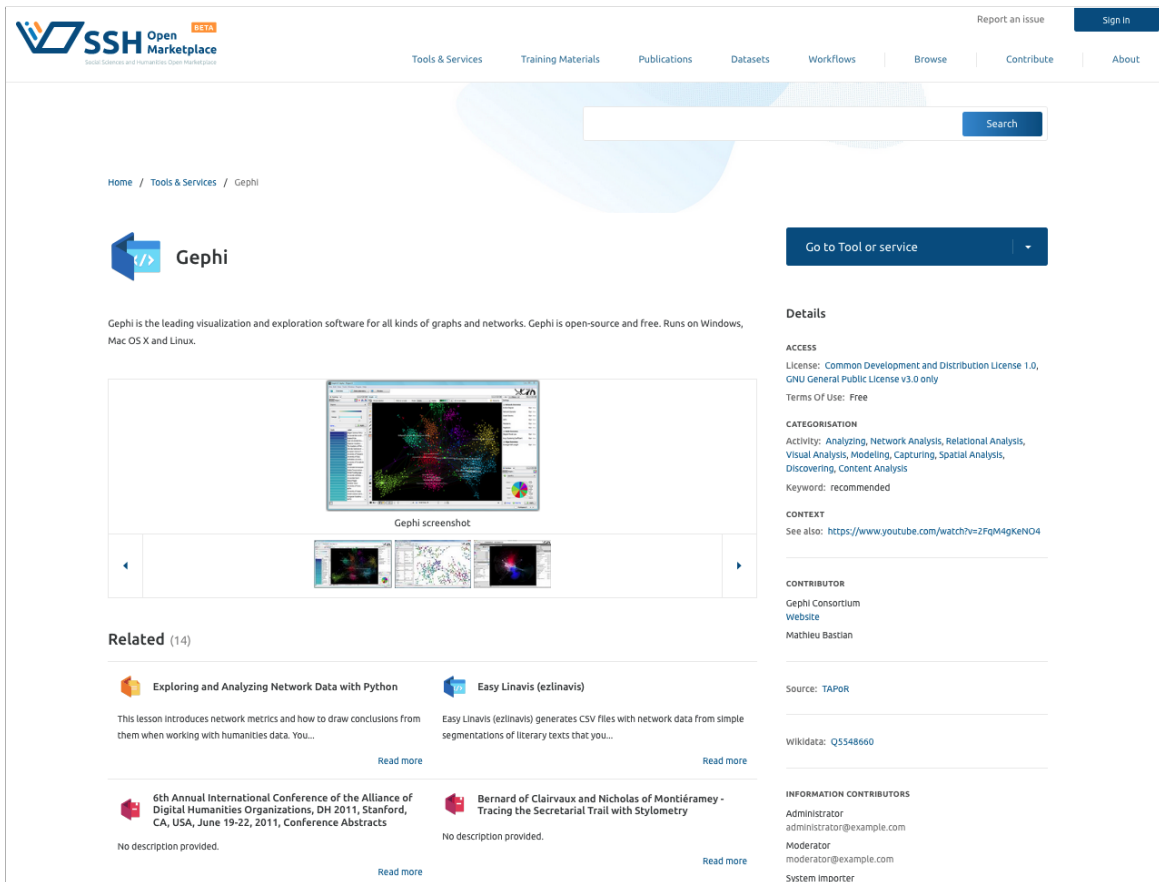 Report an issue
Sign in
SSH Open Marketplace
BETA
Social Sciences and Humanities Open Marketplace
Tools & Services
Training Materials
Publications
Datasets
Workflows
Browse
Contribute
About
Search
Home / Tools & Services / Gephi
Gephi
Gephi is the leading visualization and exploration software for all kinds of graphs and networks. Gephi is open-source and free. Runs on Windows,
Mac OS X and Linux.
Gephi screenshot
Related (14)
Exploring and Analyzing Network Data with Python
This lesson introduces network metrics and how to draw conclusions from
them when working with humanities data. You...
Read more
Easy Linavis (ezlinavis)
Easy Linavis (ezlinavis) generates CSV files with network data from simple
segmentations of literary texts that you...
Read more
6th Annual International Conference of the Alliance of
Digital Humanities Organizations, DH 2011, Stanford,
CA, USA, June 19-22, 2011, Conference Abstracts
No description provided.
Read more
Bernard of Clairvaux and Nicholas of Montiéramey -
Tracing the Secretarial Trail with Stylometry
No description provided.
Read more
Go to Tool or service
Details
ACCESS
License: Common Development and Distribution License 1.0,
GNU General Public License v3.0 only
Terms Of Use: Free
CATEGORISATION
Activity: Analyzing, Network Analysis, Relational Analysis,
Visual Analysis, Modeling, Capturing, Spatial Analysis,
Discovering, Content Analysis
Keyword: recommended
CONTEXT
See also: https://www.youtube.com/watch?v=2FqM4gKeNO4
CONTRIBUTOR
Gephi Consortium
Website
Mathieu Bastian
Source: TAPoR
Wikidata: Q5548660
INFORMATION CONTRIBUTORS
Administrator
administrator@example.com
Moderator
moderator@example.com
System importer